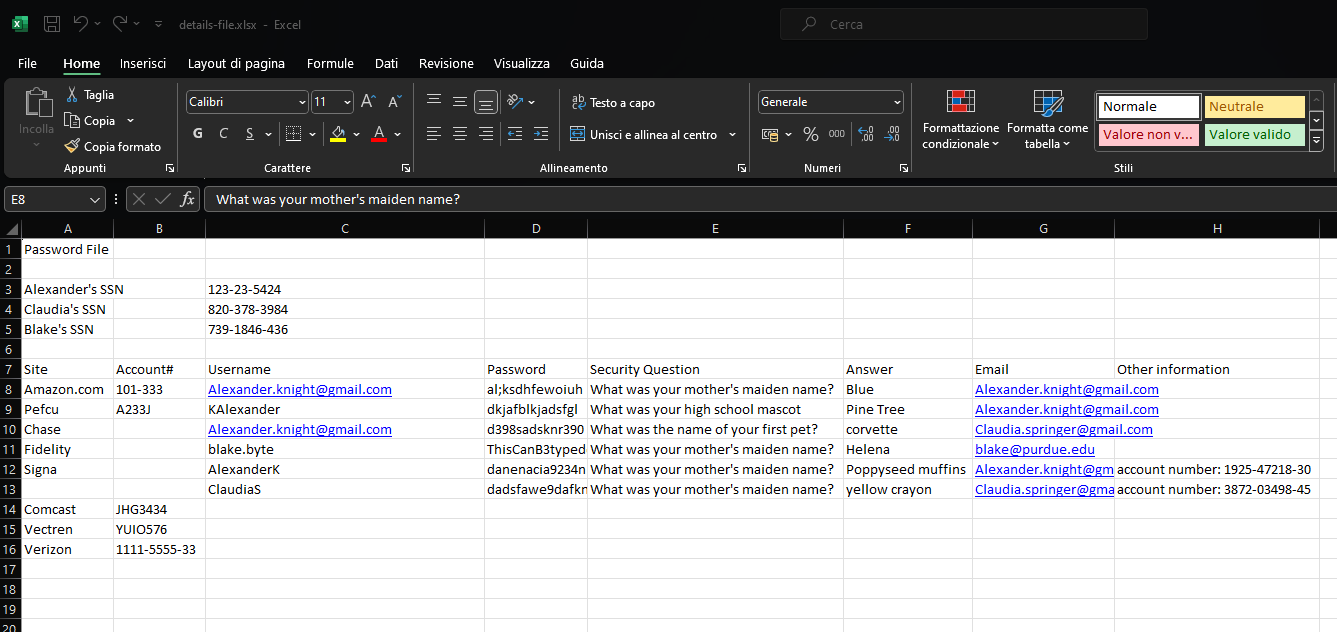 details-file.xlsx - Excel
Cerca
File Home Inserisci Layout di pagina Formule Dati Revisione Visualizza Guida
Incolla
Taglia
Copia
Copia formato
Appunti
Calibri 11 A A
G C S A
Carattere
Testo a capo
Unisci e allinea al centro
Allineamento
Generale
% 000
Numeri
Formattazione condizionale
Formatta come tabella
Normale Neutrale
Valore non v... Valore valido
Stili
E8 fx What was your mother's maiden name?
A B C D E F G H
1 Password File
2
3 Alexander's SSN 123-23-5424
4 Claudia's SSN 820-378-3984
5 Blake's SSN 739-1846-436
6
7 Site Account# Username Password Security Question Answer Email Other information
8 Amazon.com 101-333 Alexander.knight@gmail.com al;ksdhfewoiuh What was your mother's maiden name? Blue Alexander.knight@gmail.com
9 Pefcu A233J KAlexander dkjafblkjadsfgl What was your high school mascot Pine Tree Alexander.knight@gmail.com
10 Chase Alexander.knight@gmail.com d398sadsknr390 What was the name of your first pet? corvette Claudia.springer@gmail.com
11 Fidelity blake.byte ThisCanB3typed What was your mother's maiden name? Helena blake@purdue.edu
12 Signa AlexanderK danenacia9234n What was your mother's maiden name? Poppyseed muffins Alexander.knight@gm account number: 1925-47218-30
13 ClaudiaS dadsfawe9dafkn What was your mother's maiden name? yellow crayon Claudia.springer@gma account number: 3872-03498-45
14 Comcast JHG3434
15 Vectren YUIO576
16 Verizon 1111-5555-33
17
18
19
20